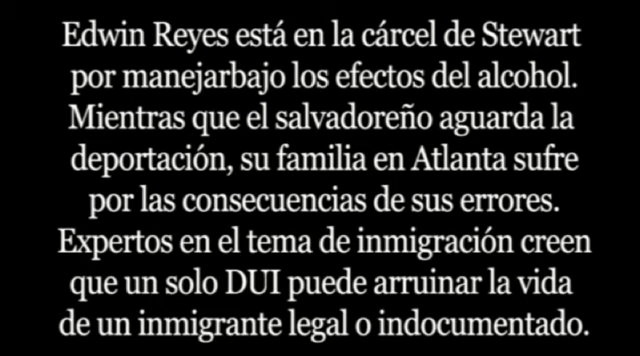 Edwin Reyes está en la cárcel de Stewart
por manejarbajo los efectos del alcohol.
Mientras que el salvadoreño aguarda la
deportación, su familia en Atlanta sufre
por las consecuencias de sus errores.
Expertos en el tema de inmigración creen
que un solo DUI puede arruinar la vida
de un inmigrante legal o indocumentado.